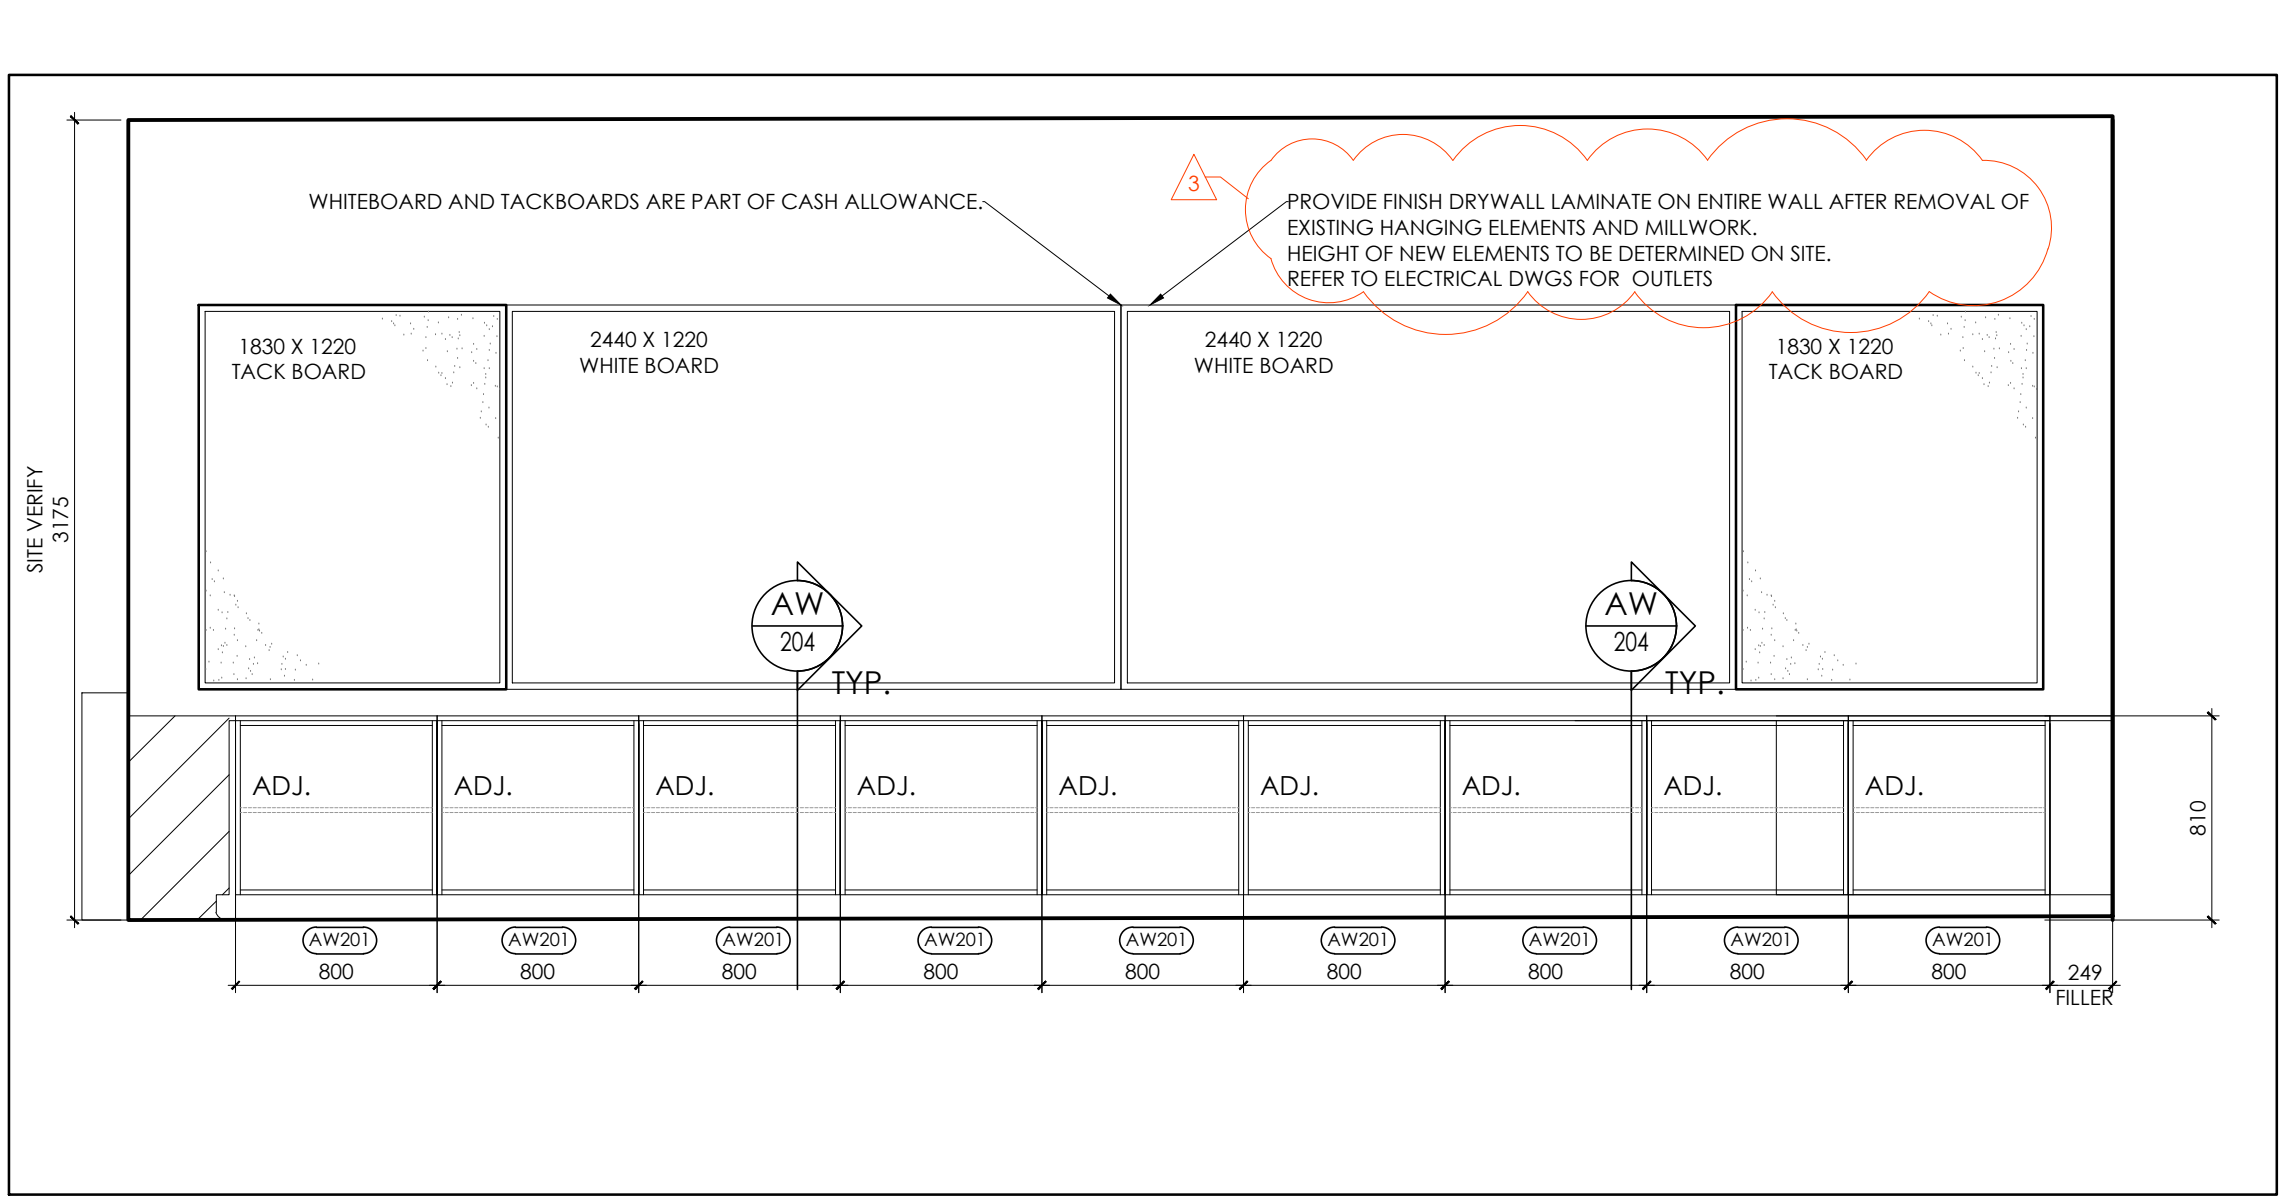 3
WHITEBOARD AND TACKBOARDS ARE PART OF CASH ALLOWANCE.
PROVIDE FINISH DRYWALL LAMINATE ON ENTIRE WALL AFTER REMOVAL OF
EXISTING HANGING ELEMENTS AND MILLWORK.
HEIGHT OF NEW ELEMENTS TO BE DETERMINED ON SITE.
REFER TO ELECTRICAL DWGS FOR OUTLETS
1830 X 1220
TACK BOARD
2440 X 1220
WHITE BOARD
2440 X 1220
WHITE BOARD
1830 X 1220
TACK BOARD
SITE VERIFY
3175
AW
204
TYP.
AW
204
TYP.
ADJ.
ADJ.
ADJ.
ADJ.
ADJ.
ADJ.
ADJ.
ADJ.
ADJ.
810
AW201
800
AW201
800
AW201
800
AW201
800
AW201
800
AW201
800
AW201
800
AW201
800
AW201
800
249
FILLER